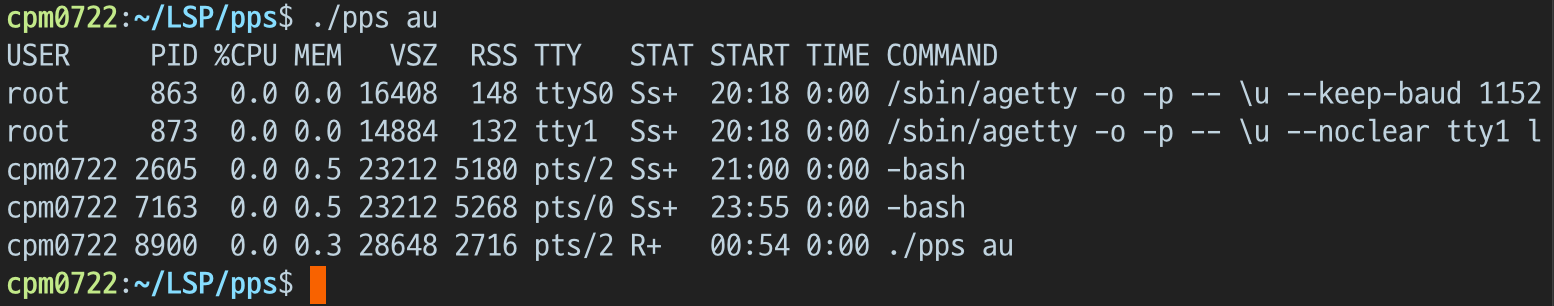 cpm0722:~/LSP/pps$ ./pps au
USER       PID %CPU MEM   VSZ  RSS TTY   STAT START TIME COMMAND
root       863  0.0 0.0 16408  148 ttyS0 Ss+  20:18 0:00 /sbin/agetty -o -p -- \u --keep-baud 1152
root       873  0.0 0.0 14884  132 tty1  Ss+  20:18 0:00 /sbin/agetty -o -p -- \u --noclear tty1 l
cpm0722 2605  0.0 0.5 23212 5180 pts/2 Ss+  21:00 0:00 -bash
cpm0722 7163  0.0 0.5 23212 5268 pts/0 Ss+  23:55 0:00 -bash
cpm0722 8900  0.0 0.3 28648 2716 pts/2 R+   00:54 0:00 ./pps au
cpm0722:~/LSP/pps$